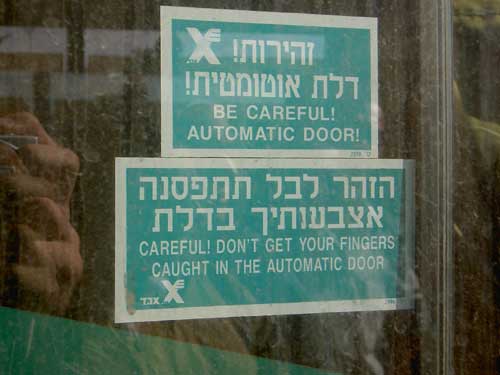 זהירות!
דלת אוטומטית!
BE CAREFUL!
AUTOMATIC DOOR!
הזהר לבל תתפסנה
אצבעותיך בדלת
CAREFUL! DON'T GET YOUR FINGERS
CAUGHT IN THE AUTOMATIC DOOR
אגד